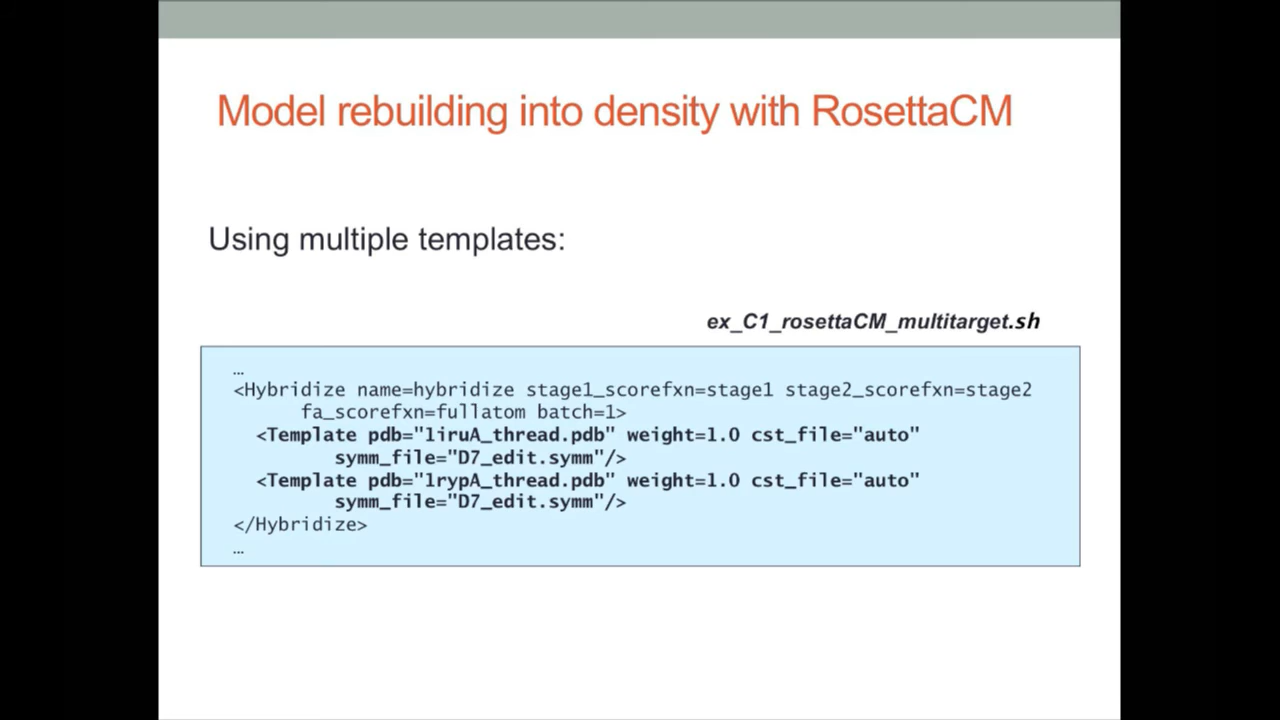 Model rebuilding into density with RosettaCM
Using multiple templates:
ex_C1_rosettaCM_multitarget.sh
…
<Hybridize name=hybridize stage1_scorefxn=stage1 stage2_scorefxn=stage2
fa_scorefxn=fullatom batch=1>
<Template pdb="1iruA_thread.pdb" weight=1.0 cst_file="auto"
symm_file="D7_edit.symm"/>
<Template pdb="1rypA_thread.pdb" weight=1.0 cst_file="auto"
symm_file="D7_edit.symm"/>
</Hybridize>
…